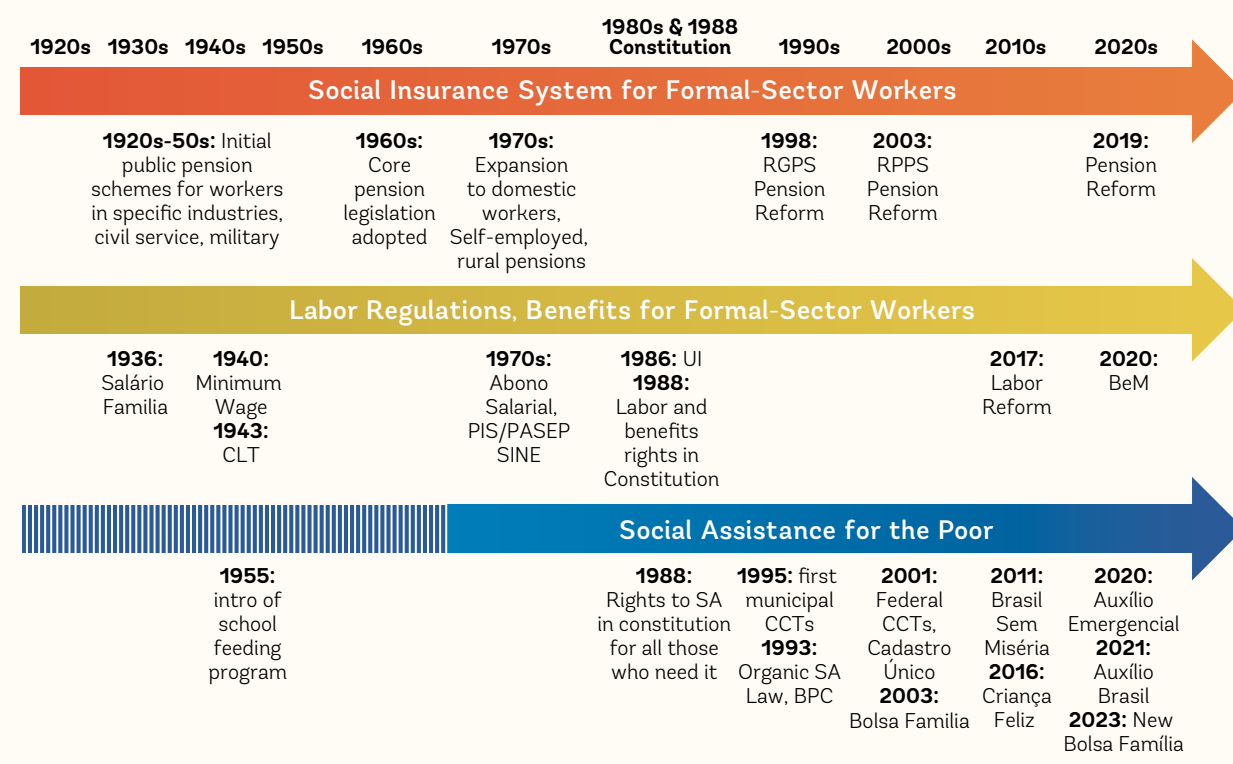 1920s 1930s 1940s 1950s 1960s 1970s 1980s & 1988 Constitution 1990s 2000s 2010s 2020s
Social Insurance System for Formal-Sector Workers
1920s-50s: Initial
public pension
schemes for workers
in specific industries,
civil service, military
1960s:
Core
pension
legislation
adopted
1970s:
Expansion
to domestic
workers,
Self-employed,
rural pensions
1998:
RGPS
Pension
Reform
2003:
RPPS
Pension
Reform
2019:
Pension
Reform
Labor Regulations, Benefits for Formal-Sector Workers
1936:
Salário
Familia
1940:
Minimum
Wage
1943:
CLT
1970s:
Abono
Salarial,
PIS/PASEP
SINE
1986: UI
1988:
Labor and
benefits
rights in
Constitution
2017:
Labor
Reform
2020:
BeM
Social Assistance for the Poor
1955:
intro of
school
feeding
program
1988:
Rights to SA
in constitution
for all those
who need it
1995: first
municipal
CCTs
1993:
Organic SA
Law, BPC
2001:
Federal
CCTs,
Cadastro
Único
2003:
Bolsa Familia
2011:
Brasil
Sem
Miséria
2016:
Criança
Feliz
2020:
Auxílio
Emergencial
2021:
Auxílio
Brasil
2023: New
Bolsa Família